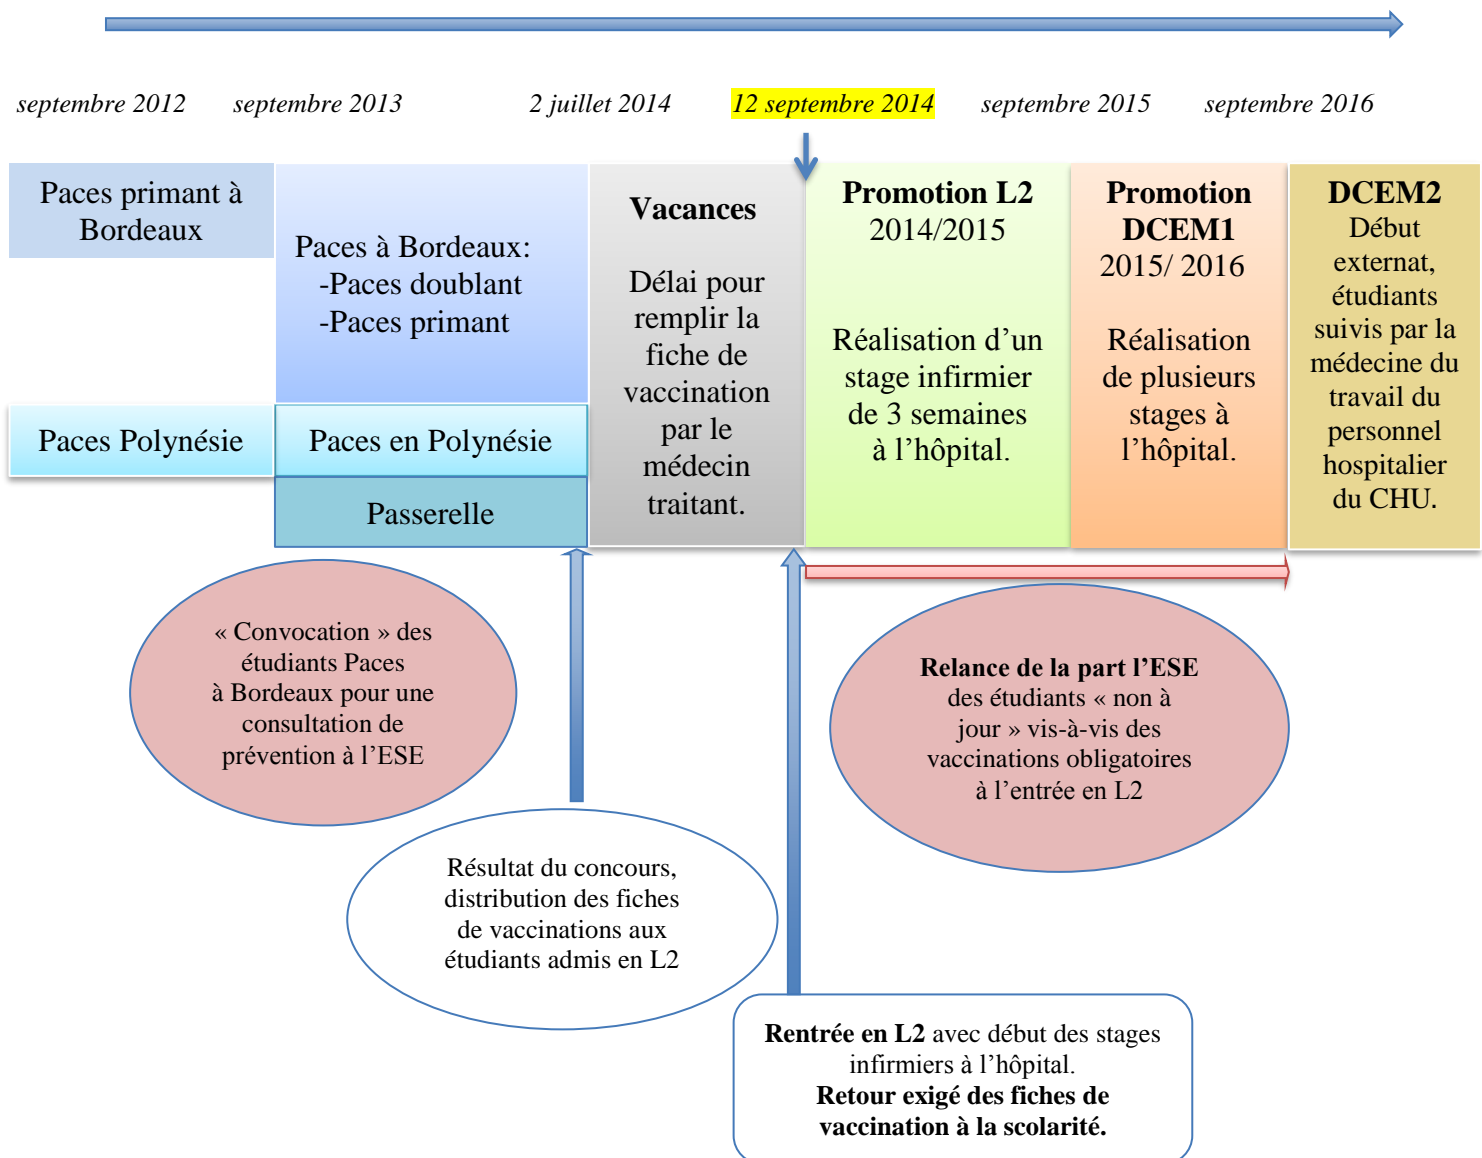 septembre 2012 septembre 2013 2 juillet 2014 12 septembre 2014 septembre 2015 septembre 2016
Paces primant à
Bordeaux
Paces à Bordeaux:
-Paces doublant
-Paces primant
Paces Polynésie
Paces en Polynésie
Passerelle
Vacances
Délai pour
remplir la
fiche de
vaccination
par le
médecin
traitant.
Promotion L2
2014/2015
Réalisation d’un
stage infirmier
de 3 semaines
à l’hôpital.
Promotion
DCEM1
2015/ 2016
Réalisation
de plusieurs
stages à
l’hôpital.
DCEM2
Début
externat,
étudiants
suivis par la
médecine du
travail du
personnel
hospitalier
du CHU.
« Convocation » des
étudiants Paces
à Bordeaux pour une
consultation de
prévention à l’ESE
Relance de la part l’ESE
des étudiants « non à
jour » vis-à-vis des
vaccinations obligatoires
à l’entrée en L2
Résultat du concours,
distribution des fiches
de vaccinations aux
étudiants admis en L2
Rentrée en L2 avec début des stages
infirmiers à l’hôpital.
Retour exigé des fiches de
vaccination à la scolarité.